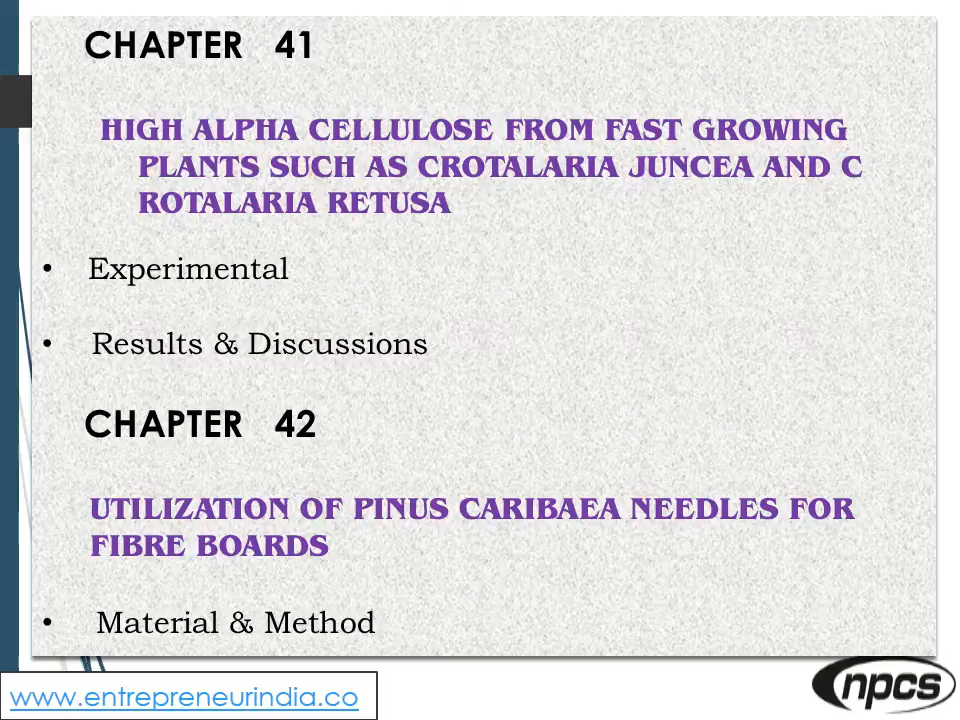 CHAPTER 41
HIGH ALPHA CELLULOSE FROM FAST GROWING
PLANTS SUCH AS CROTALARIA JUNCEA AND C
ROTALARIA RETUSA
• Experimental
• Results & Discussions
CHAPTER 42
UTILIZATION OF PINUS CARIBAEA NEEDLES FOR
FIBRE BOARDS
• Material & Method
www.entrepreneurindia.co
npcs